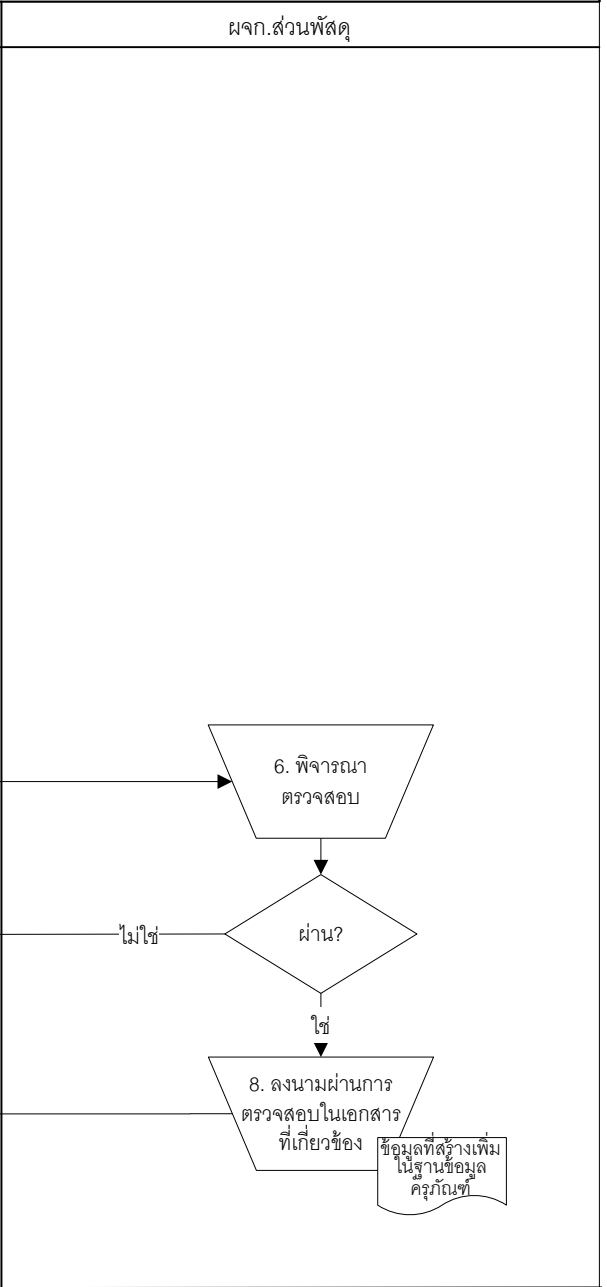 ผจก.ส่วนพัสดุ
6. พิจารณา
ตรวจสอบ
ผ่าน?
ไม่ใช่
ใช่
8. ลงนามผ่านการ
ตรวจสอบในเอกสาร
ที่เกี่ยวข้อง
ข้อมูลที่สร้างเพิ่ม
ในฐานข้อมูล
ครุภัณฑ์